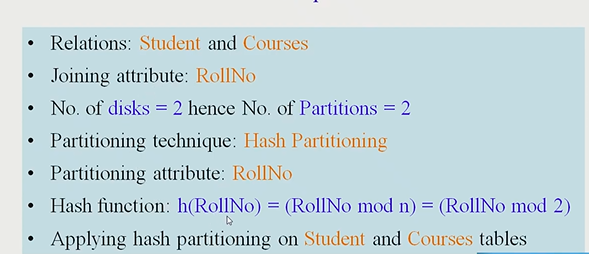 • Relations: Student and Courses
• Joining attribute: RollNo
• No. of disks = 2 hence No. of Partitions = 2
• Partitioning technique: Hash Partitioning
• Partitioning attribute: RollNo
• Hash function: h(RollNo) = (RollNo mod n) = (RollNo mod 2)
• Applying hash partitioning on Student and Courses tables